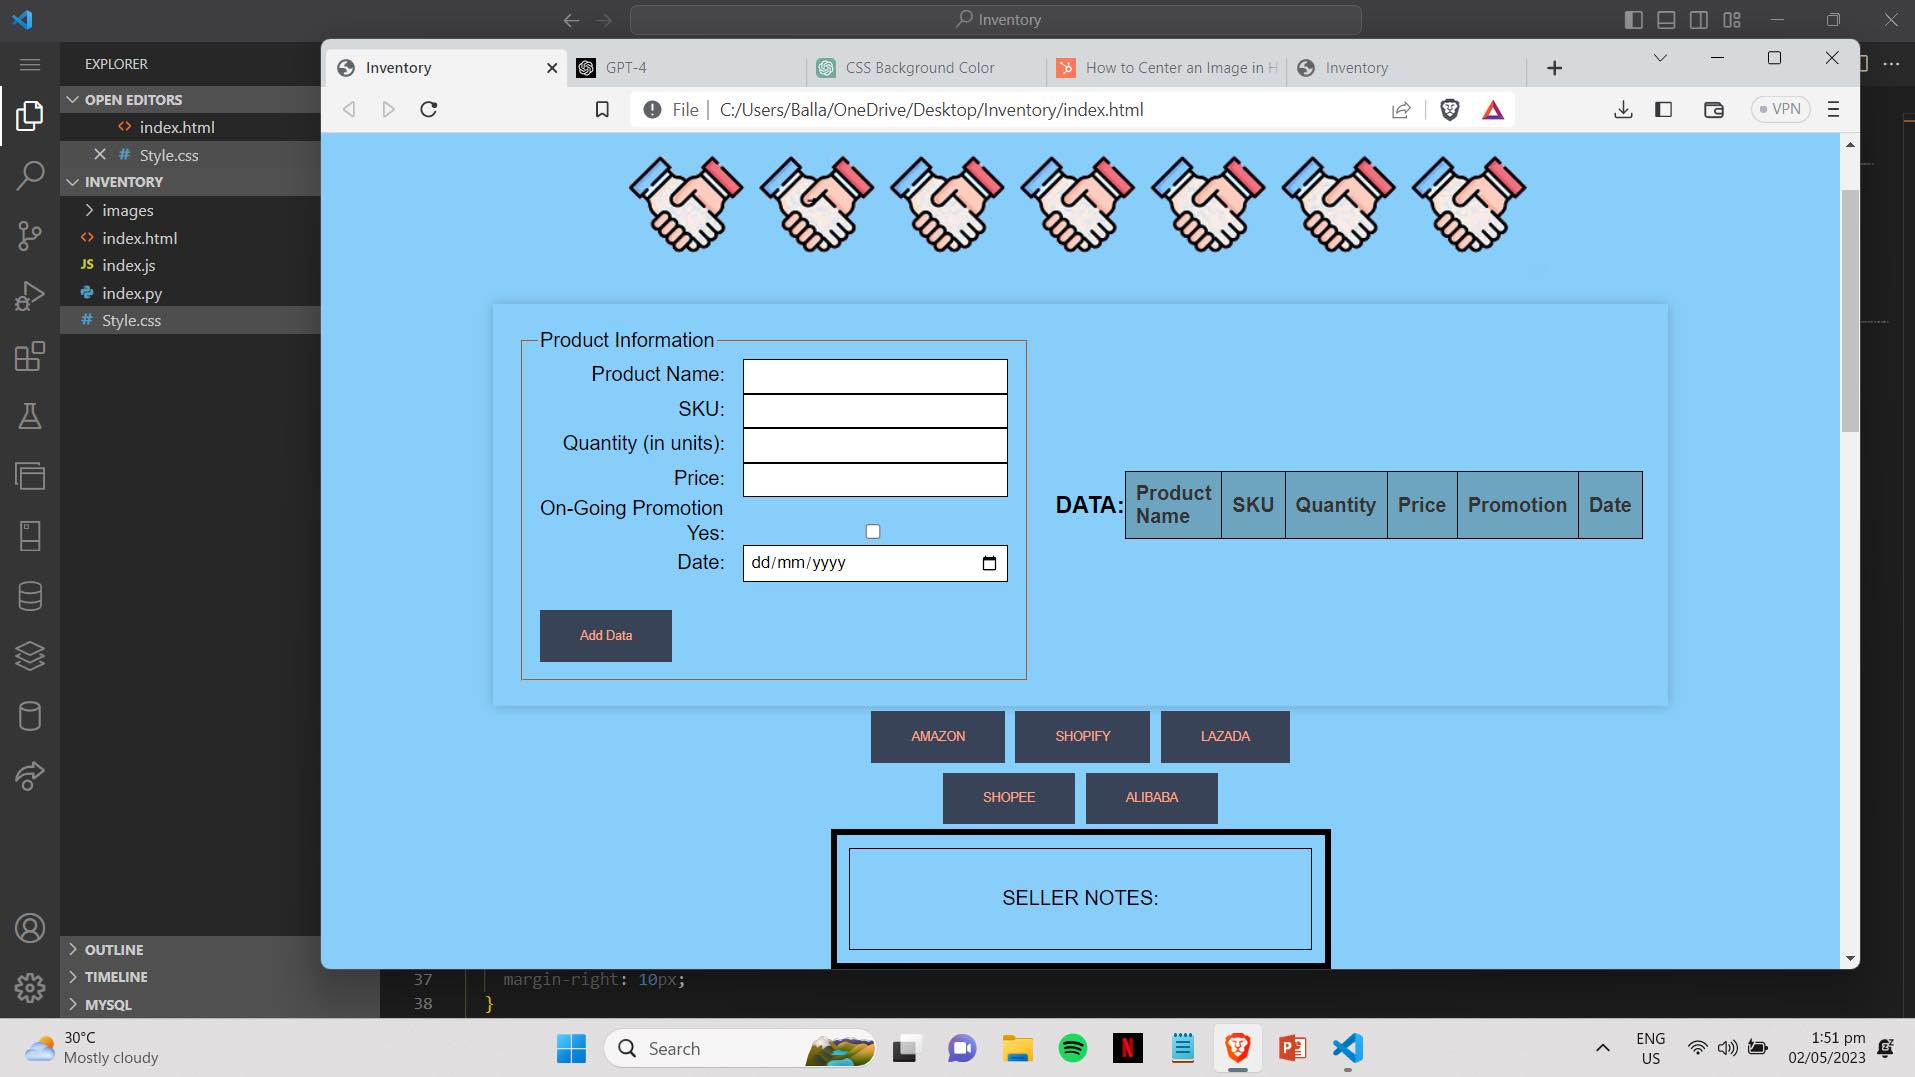 Inventory
EXPLORER
OPEN EDITORS
index.html
Style.css
INVENTORY
images
index.html
JS index.js
index.py
# Style.css
OUTLINE
TIMELINE
MYSQL
Inventory
GPT-4
CSS Background Color
How to Center an Image in H
Inventory
File | C:/Users/Balla/OneDrive/Desktop/Inventory/index.html
VPN
Product Information
Product Name:
SKU:
Quantity (in units):
Price:
On-Going Promotion
Yes:
Date:
dd/mm/yyyy
Add Data
DATA:
Product Name
SKU
Quantity
Price
Promotion
Date
AMAZON
SHOPIFY
LAZADA
SHOPEE
ALIBABA
SELLER NOTES:
37 margin-right: 10px;
38 }
30°C
Mostly cloudy
Search
ENG
US
1:51 pm
02/05/2023